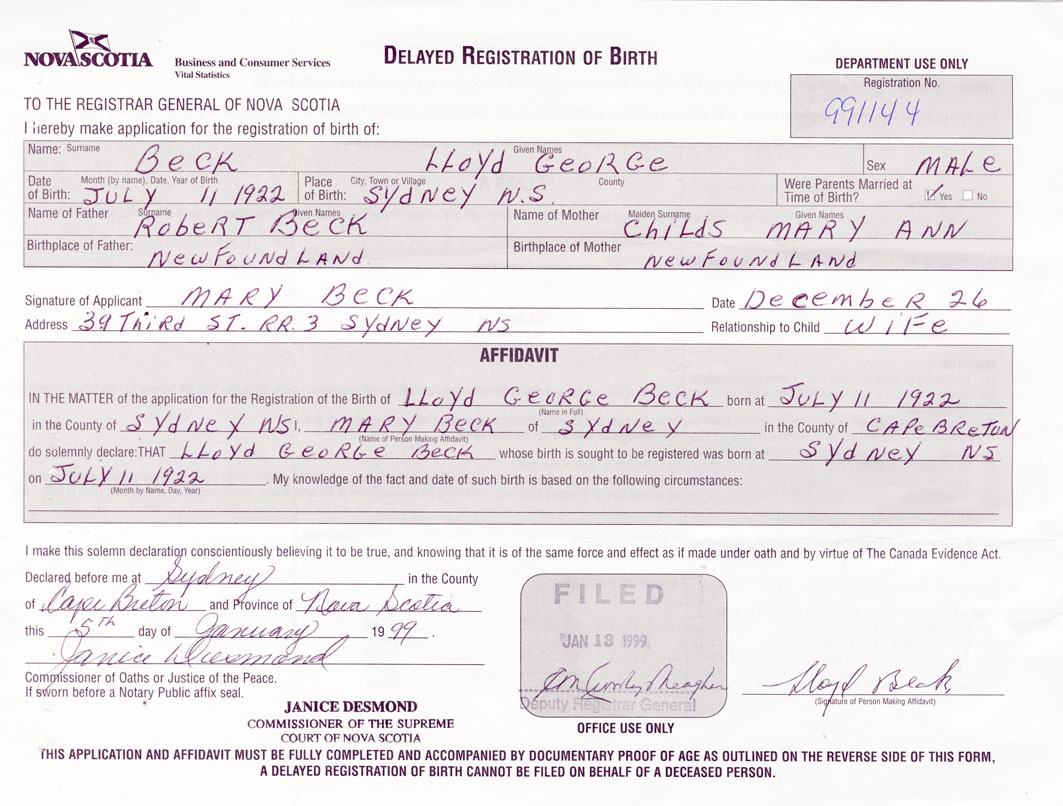 NOVA SCOTIA
Business and Consumer Services
Vital Statistics
DELAYED REGISTRATION OF BIRTH
DEPARTMENT USE ONLY
Registration No.
991144
TO THE REGISTRAR GENERAL OF NOVA SCOTIA
I hereby make application for the registration of birth of:
Name: Surname BECK Given Names LLOYD GEORGE Sex MALE
Date of Birth: Month (by name), Date, Year of Birth JULY 11 1922 Place of Birth: City, Town or Village SYDNEY N.S. County Were Parents Married at Time of Birth? Yes No
Name of Father Surname Given Names ROBERT BECK Name of Mother Maiden Surname CHILDS Given Names MARY ANN
Birthplace of Father: NEWFOUNDLAND Birthplace of Mother NEWFOUNDLAND
Signature of Applicant MARY BECK Date DECEMBER 26
Address 39 THIRD ST. RR. 3 SYDNEY NS Relationship to Child WIFE
AFFIDAVIT
IN THE MATTER of the application for the Registration of the Birth of LLOYD GEORGE BECK born at JULY 11 1922
(Name in Full)
in the County of SYDNEY NS I, MARY BECK of SYDNEY in the County of CAPE BRETON
(Name of Person Making Affidavit)
do solemnly declare:THAT LLOYD GEORGE BECK whose birth is sought to be registered was born at SYDNEY NS
on JULY 11 1922. My knowledge of the fact and date of such birth is based on the following circumstances:
(Month by Name, Day, Year)
I make this solemn declaration conscientiously believing it to be true, and knowing that it is of the same force and effect as if made under oath and by virtue of The Canada Evidence Act.
Declared before me at Sydney in the County
of Cape Breton and Province of Nova Scotia
this 5TH day of January 1999.
Janice Desmond
Commissioner of Oaths or Justice of the Peace.
If sworn before a Notary Public affix seal.
JANICE DESMOND
COMMISSIONER OF THE SUPREME
COURT OF NOVA SCOTIA
FILED
JAN 13 1999
Deputy Registrar General
OFFICE USE ONLY
Lloyd Beck
(Signature of Person Making Affidavit)
THIS APPLICATION AND AFFIDAVIT MUST BE FULLY COMPLETED AND ACCOMPANIED BY DOCUMENTARY PROOF OF AGE AS OUTLINED ON THE REVERSE SIDE OF THIS FORM,
A DELAYED REGISTRATION OF BIRTH CANNOT BE FILED ON BEHALF OF A DECEASED PERSON.